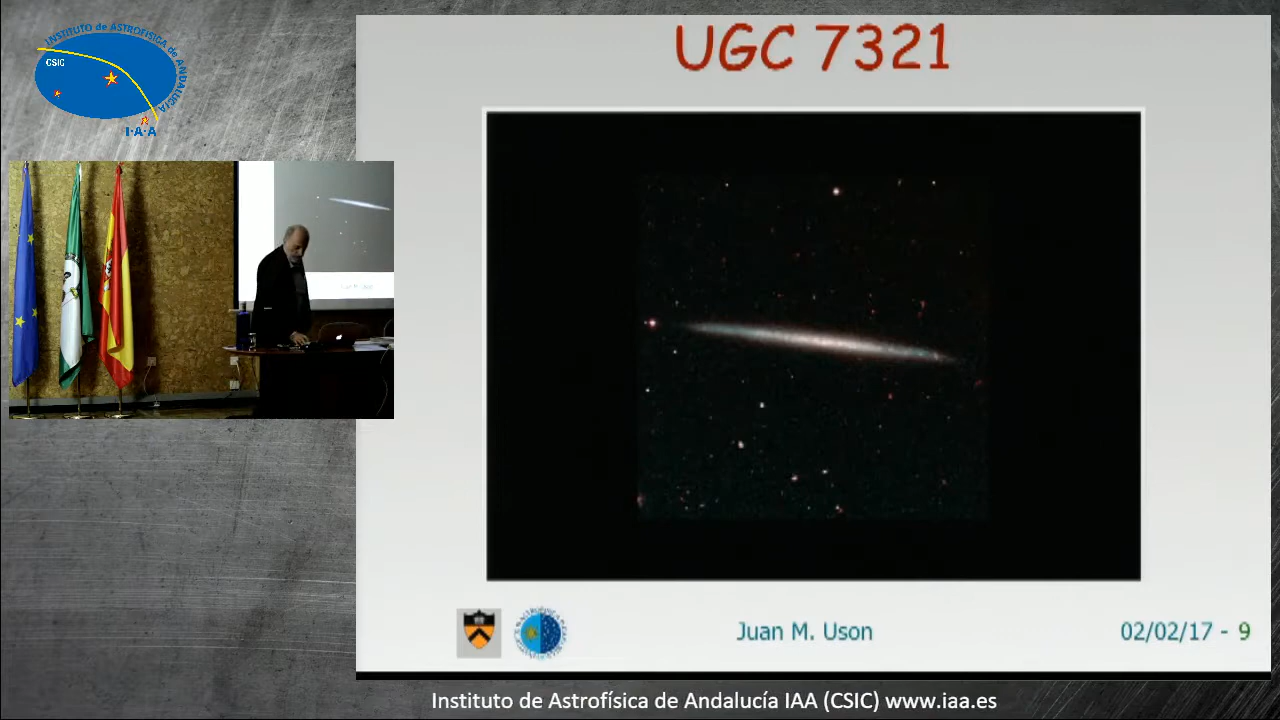 INSTITUTO de ASTROFÍSICA de ANDALUCÍA
CSIC
I·A·A
UGC 7321
Juan M. Uson
02/02/17 - 9
Instituto de Astrofísica de Andalucía IAA (CSIC) www.iaa.es